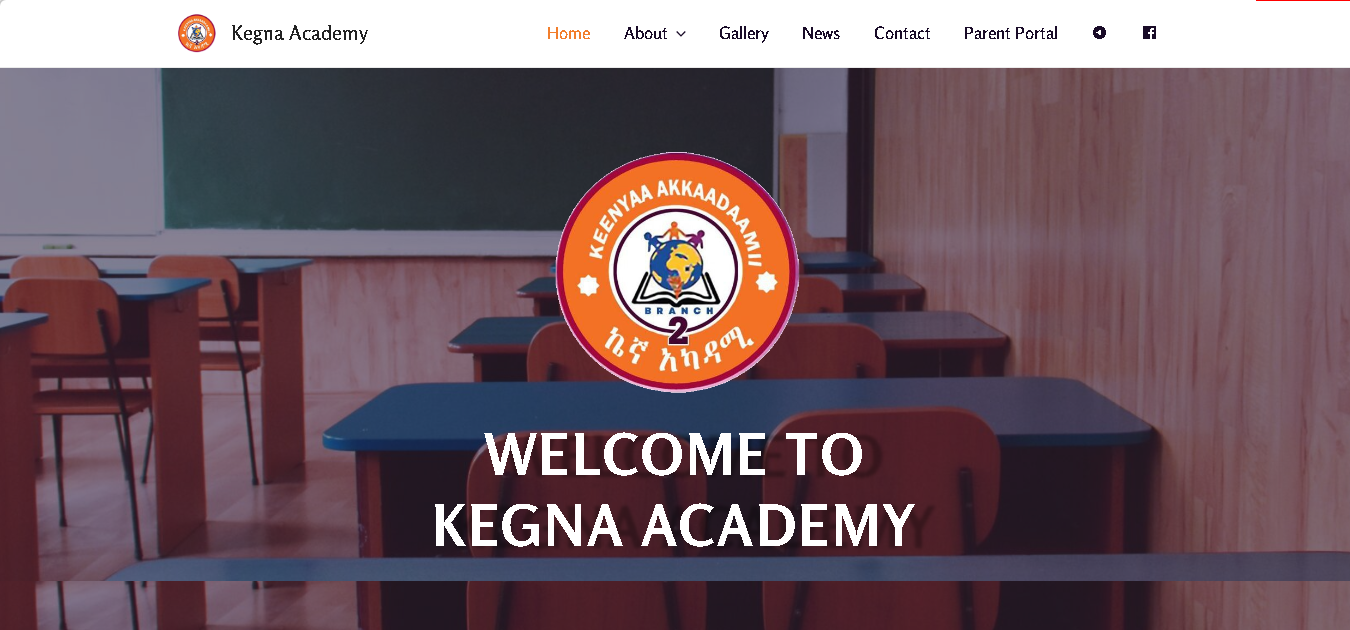 Kegna Academy
Home
About
Gallery
News
Contact
Parent Portal
KEENYAA AKKAADAAMII
BRANCH
2
ኬኛ አካዳሚ
WELCOME TO
KEGNA ACADEMY